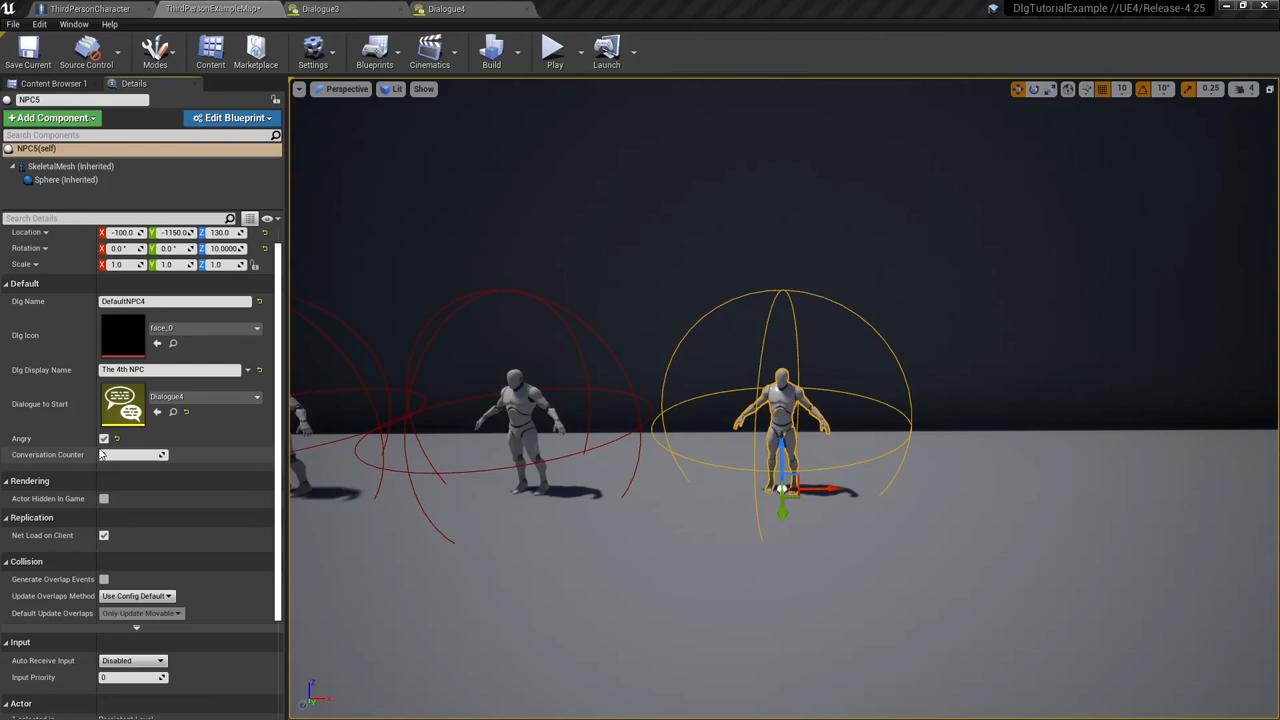 ThirdPersonCharacter
ThirdPersonExampleMap*
Dialogue3
Dialogue4
DlgTutorialExample //UE4/Release-4.25
File Edit Window Help
Save Current
Source Control
Modes
Content
Marketplace
Settings
Blueprints
Cinematics
Build
Play
Launch
Content Browser 1
Details
Perspective
Lit
Show
10
10°
0.25
4
NPC5
+Add Component
Edit Blueprint
Search Components
NPC5(self)
SkeletalMesh (Inherited)
Sphere (Inherited)
Search Details
Location X -100.0 Y -1150.0 Z 130.0
Rotation X 0.0 ° Y 0.0 ° Z 10.0000
Scale X 1.0 Y 1.0 Z 1.0
Default
Dlg Name DefaultNPC4
Dlg Icon face_0
Dlg Display Name The 4th NPC
Dialogue to Start Dialogue4
Angry
Conversation Counter
Rendering
Actor Hidden In Game
Replication
Net Load on Client
Collision
Generate Overlap Events
Update Overlaps Method Use Config Default
Default Update Overlaps Only Update Movable
Input
Auto Receive Input Disabled
Input Priority 0
Actor
Z
X